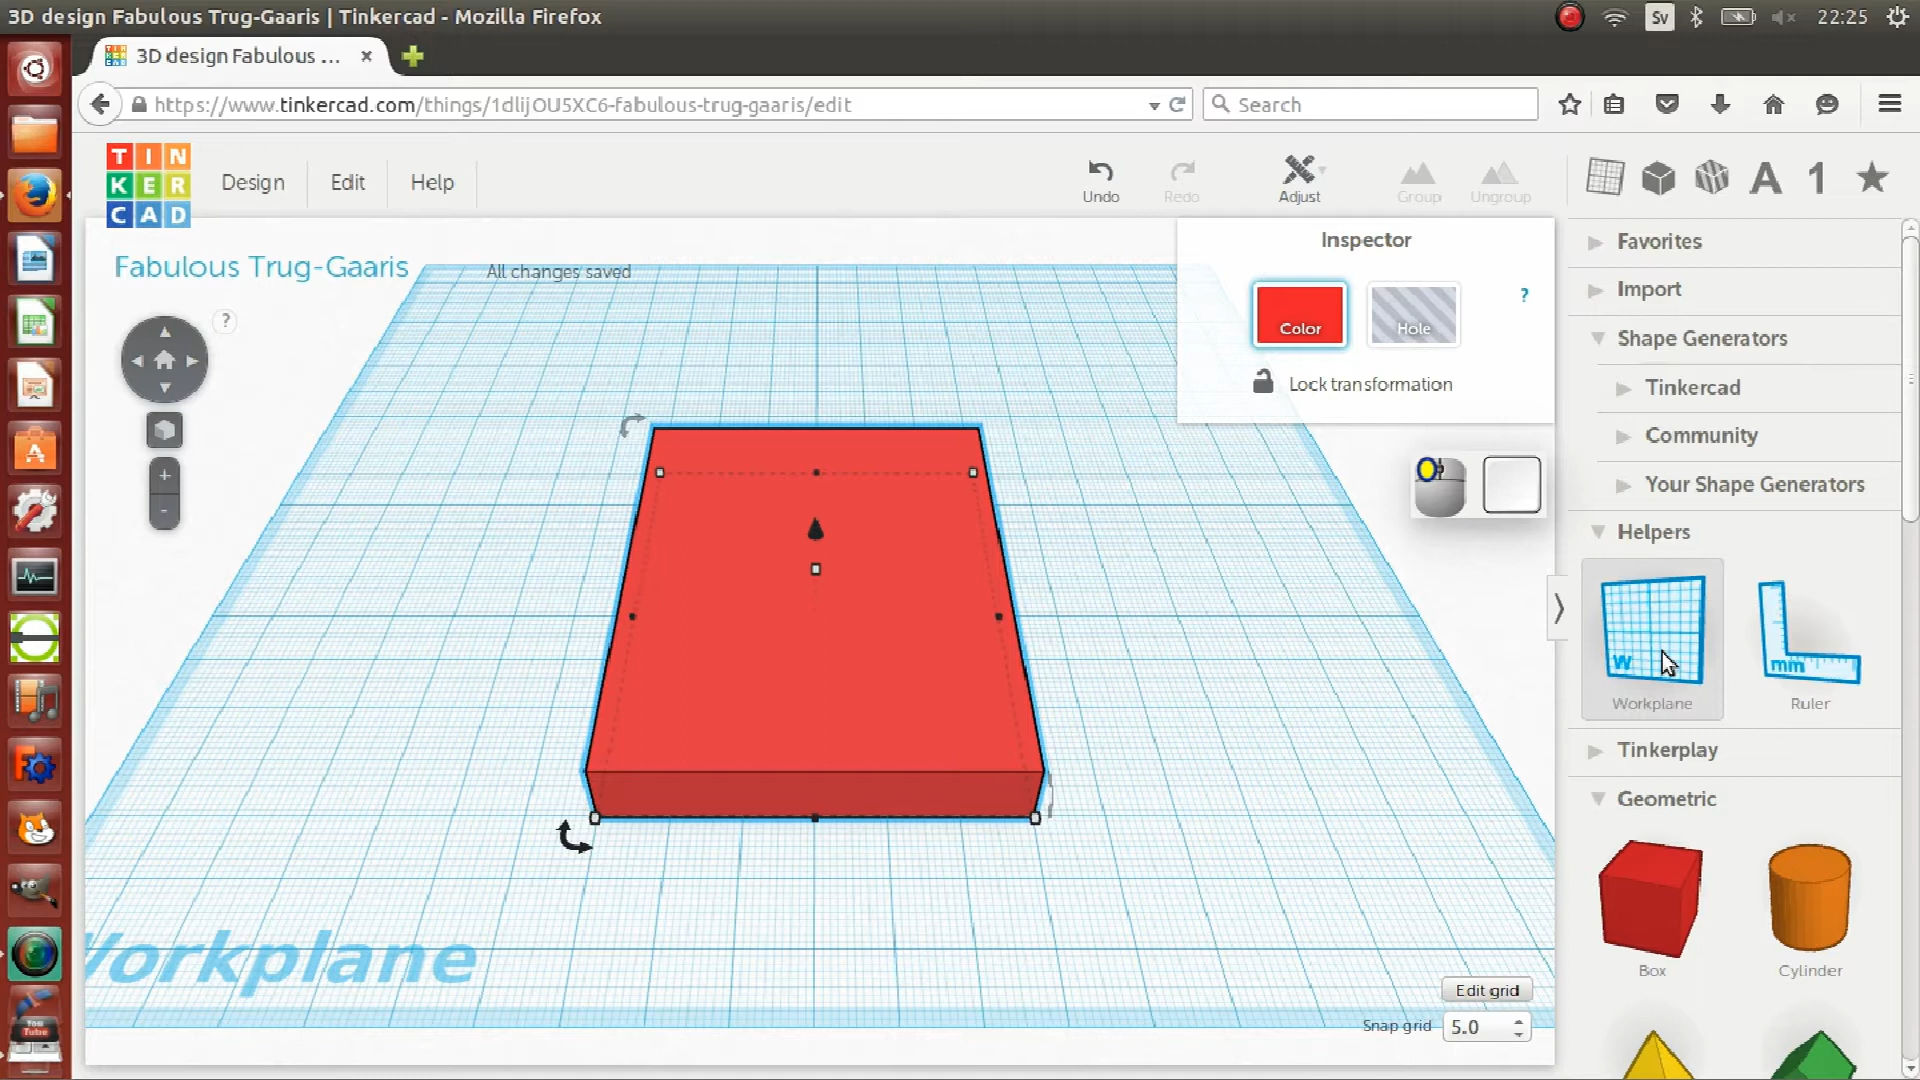 3D design Fabulous Trug-Gaaris | Tinkercad - Mozilla Firefox
Sv
22:25
3D design Fabulous ...
https://www.tinkercad.com/things/1dlijOU5XC6-fabulous-trug-gaaris/edit
Search
TIN
KER
CAD
Design
Edit
Help
Undo
Redo
Adjust
Group
Ungroup
A
1
Fabulous Trug-Gaaris
All changes saved
?
+
-
Inspector
Color
Hole
?
Lock transformation
Favorites
Import
Shape Generators
Tinkercad
Community
Your Shape Generators
Helpers
W
Workplane
mm
Ruler
Tinkerplay
Geometric
Box
Cylinder
Workplane
Edit grid
Snap grid
5.0
You
Tube